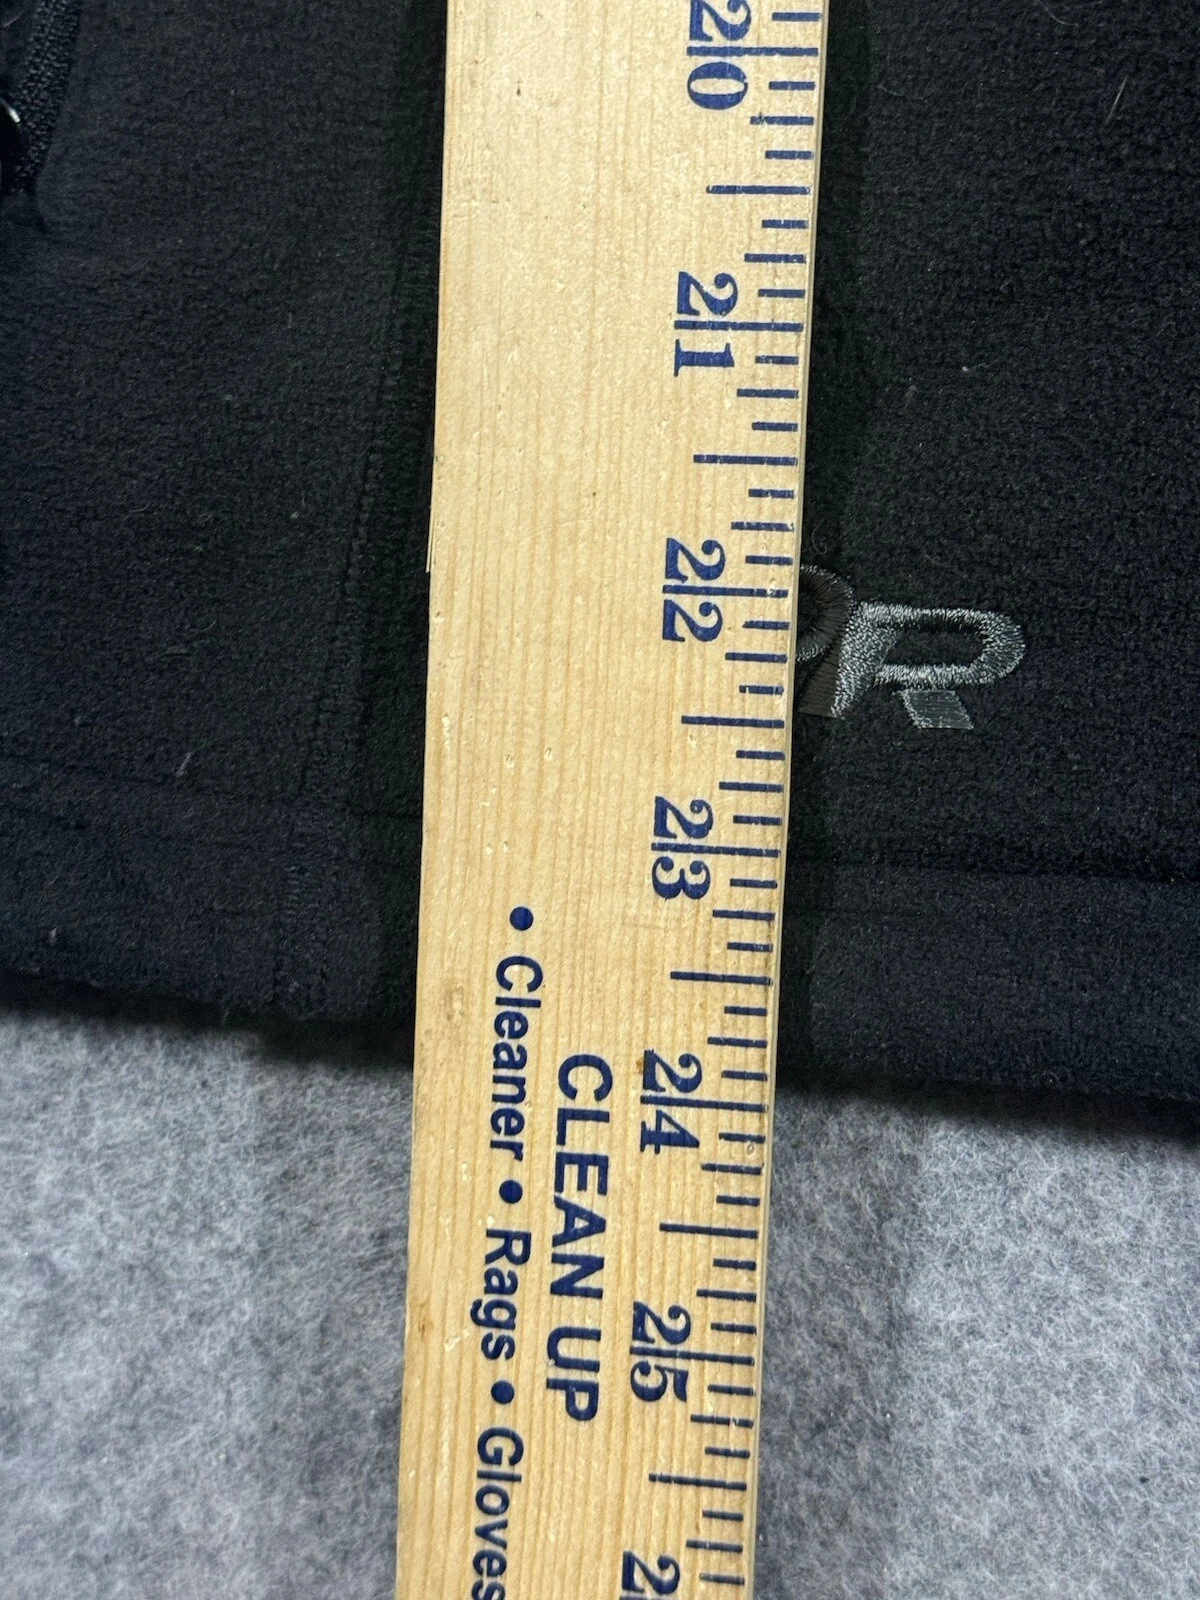 20
21
22
23
24
25
CLEAN UP
• Cleaner • Rags • Gloves
R